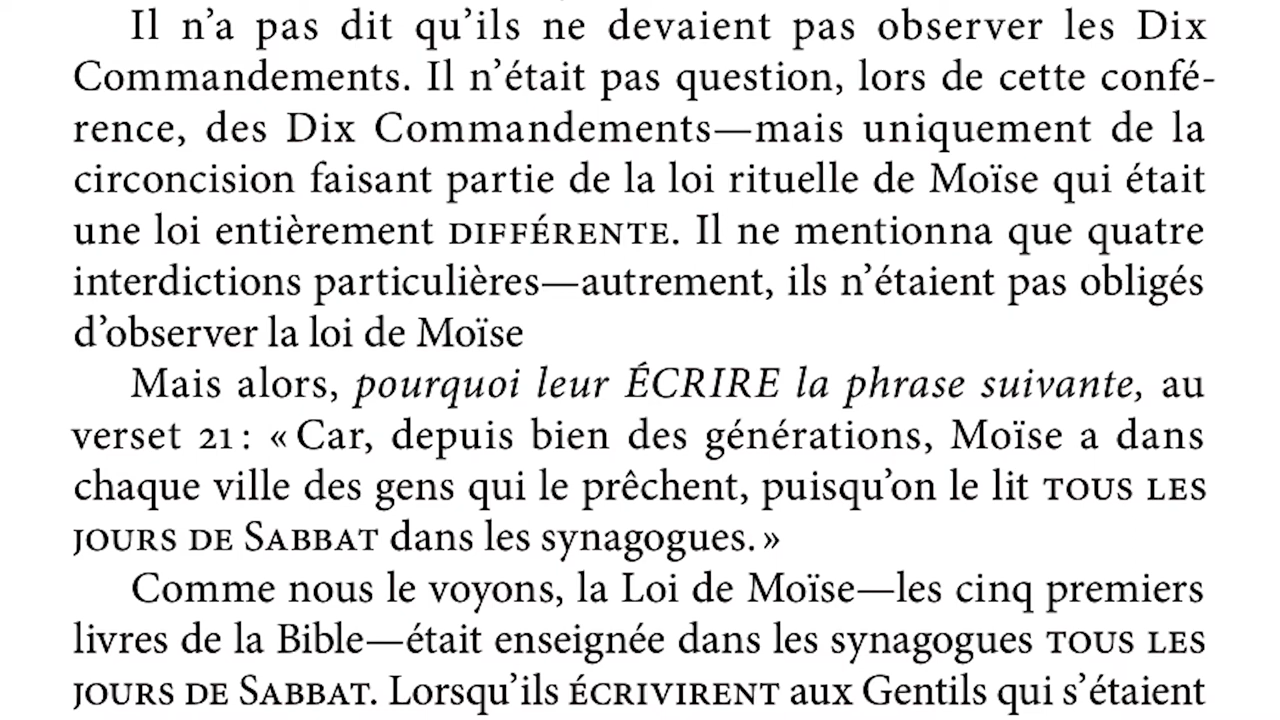 Il n’a pas dit qu’ils ne devaient pas observer les Dix
Commandements. Il n’était pas question, lors de cette confé-
rence, des Dix Commandements—mais uniquement de la
circoncision faisant partie de la loi rituelle de Moïse qui était
une loi entièrement DIFFÉRENTE. Il ne mentionna que quatre
interdictions particulières—autrement, ils n’étaient pas obligés
d’observer la loi de Moïse
Mais alors, pourquoi leur ÉCRIRE la phrase suivante, au
verset 21 : « Car, depuis bien des générations, Moïse a dans
chaque ville des gens qui le prêchent, puisqu’on le lit TOUS LES
JOURS DE SABBAT dans les synagogues. »
Comme nous le voyons, la Loi de Moïse—les cinq premiers
livres de la Bible—était enseignée dans les synagogues TOUS LES
JOURS DE SABBAT. Lorsqu’ils ÉCRIVIRENT aux Gentils qui s’étaient